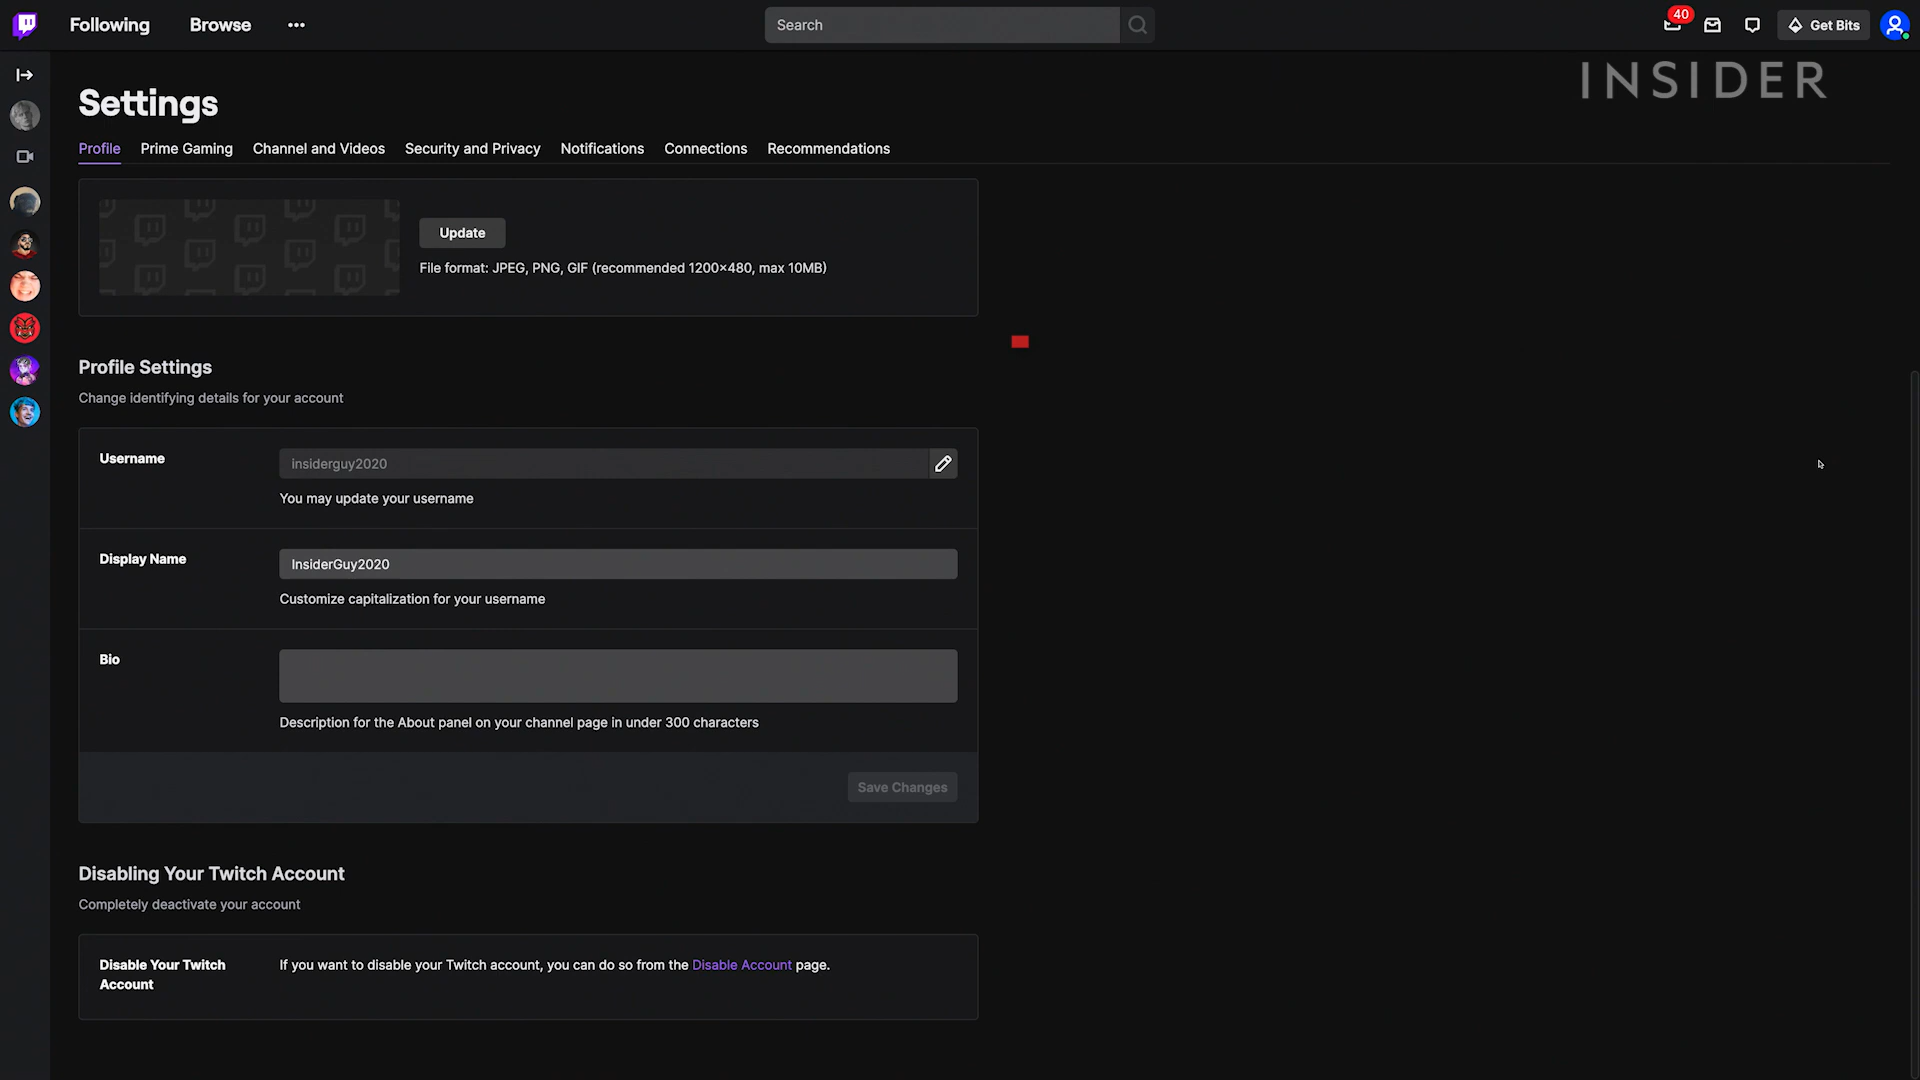 Following
Browse
Search
40
Get Bits
INSIDER
Settings
Profile
Prime Gaming
Channel and Videos
Security and Privacy
Notifications
Connections
Recommendations
Update
File format: JPEG, PNG, GIF (recommended 1200×480, max 10MB)
Profile Settings
Change identifying details for your account
Username
insiderguy2020
You may update your username
Display Name
InsiderGuy2020
Customize capitalization for your username
Bio
Description for the About panel on your channel page in under 300 characters
Save Changes
Disabling Your Twitch Account
Completely deactivate your account
Disable Your Twitch
Account
If you want to disable your Twitch account, you can do so from the Disable Account page.